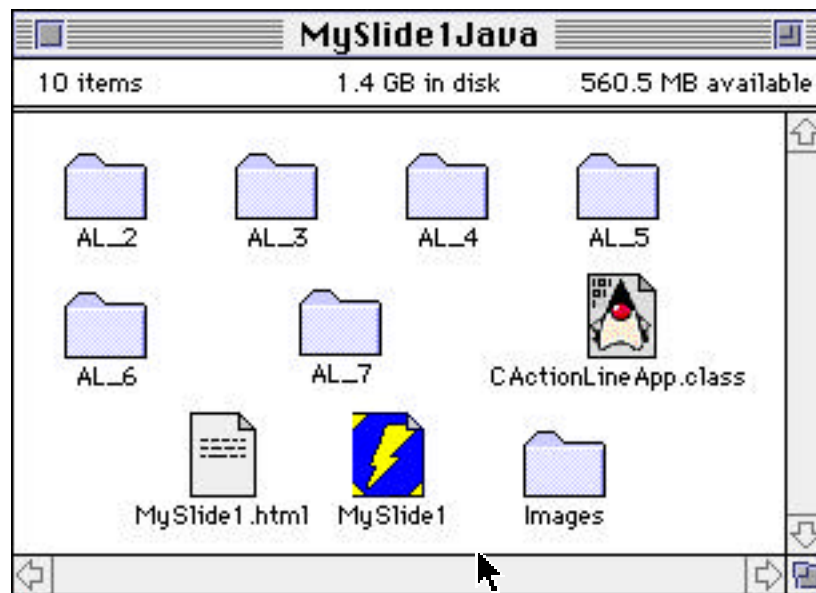 MySlide1Java
10 items 1.4 GB in disk 560.5 MB available
AL_2 AL_3 AL_4 AL_5
AL_6 AL_7 CActionLineApp.class
MySlide1.html MySlide1 Images